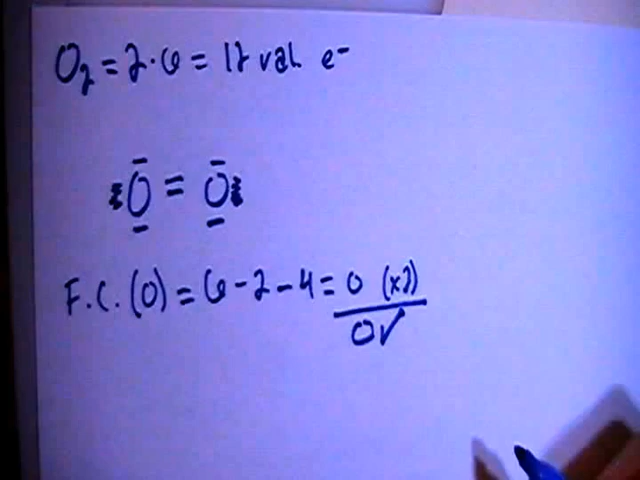 O₂ = 2·6 = 12 val. e⁻
O = O
F.C. (O) = 6 - 2 - 4 = 0 (x2)
0✓